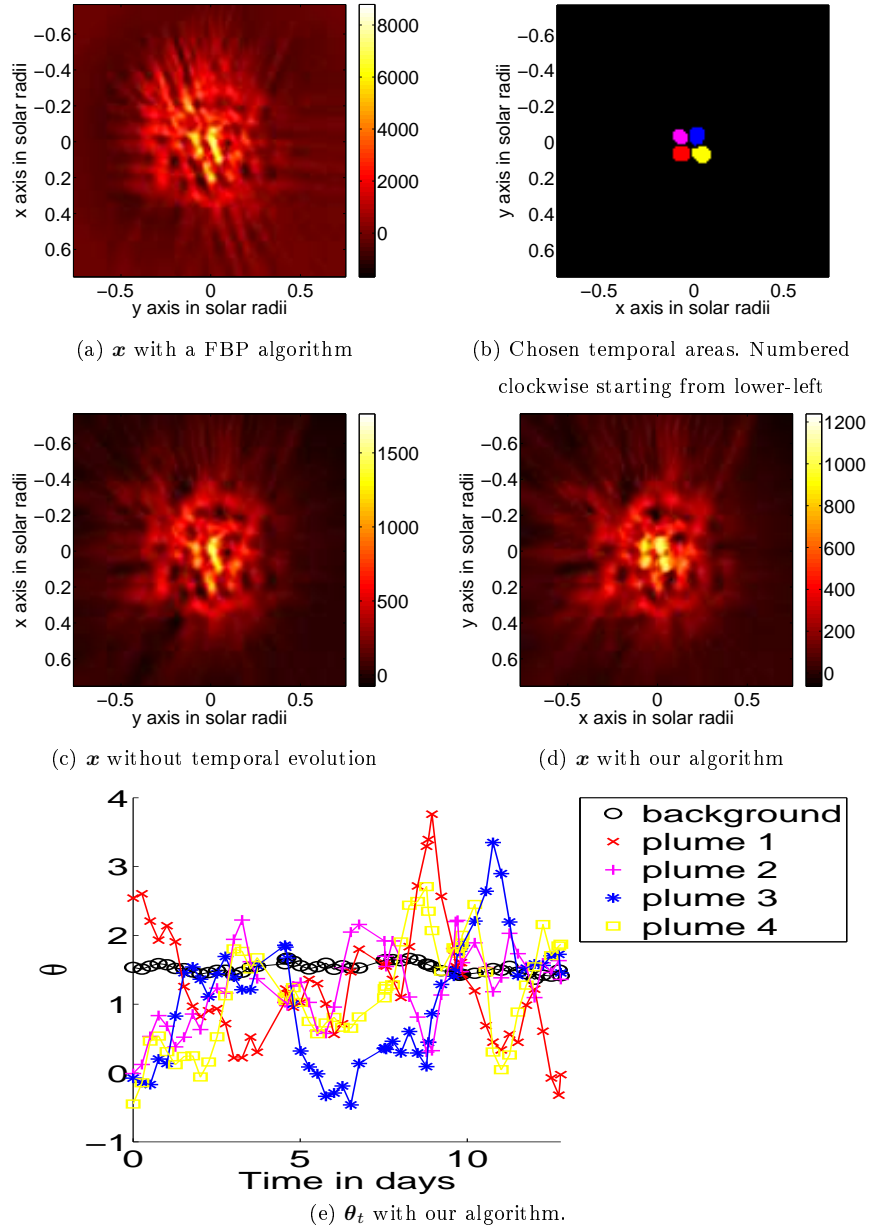 −0.6
−0.4
−0.2
0
0.2
0.4
0.6
x axis in solar radii
−0.5 0 0.5
y axis in solar radii
8000
6000
4000
2000
0
(a) x with a FBP algorithm
−0.6
−0.4
−0.2
0
0.2
0.4
0.6
y axis in solar radii
−0.5 0 0.5
x axis in solar radii
(b) Chosen temporal areas. Numbered
clockwise starting from lower-left
−0.6
−0.4
−0.2
0
0.2
0.4
0.6
x axis in solar radii
−0.5 0 0.5
y axis in solar radii
1500
1000
500
0
(c) x without temporal evolution
−0.6
−0.4
−0.2
0
0.2
0.4
0.6
y axis in solar radii
−0.5 0 0.5
x axis in solar radii
1200
1000
800
600
400
200
0
(d) x with our algorithm
4
3
2
1
0
−1
θ
0 5 10
Time in days
background
plume 1
plume 2
plume 3
plume 4
(e) θt with our algorithm.